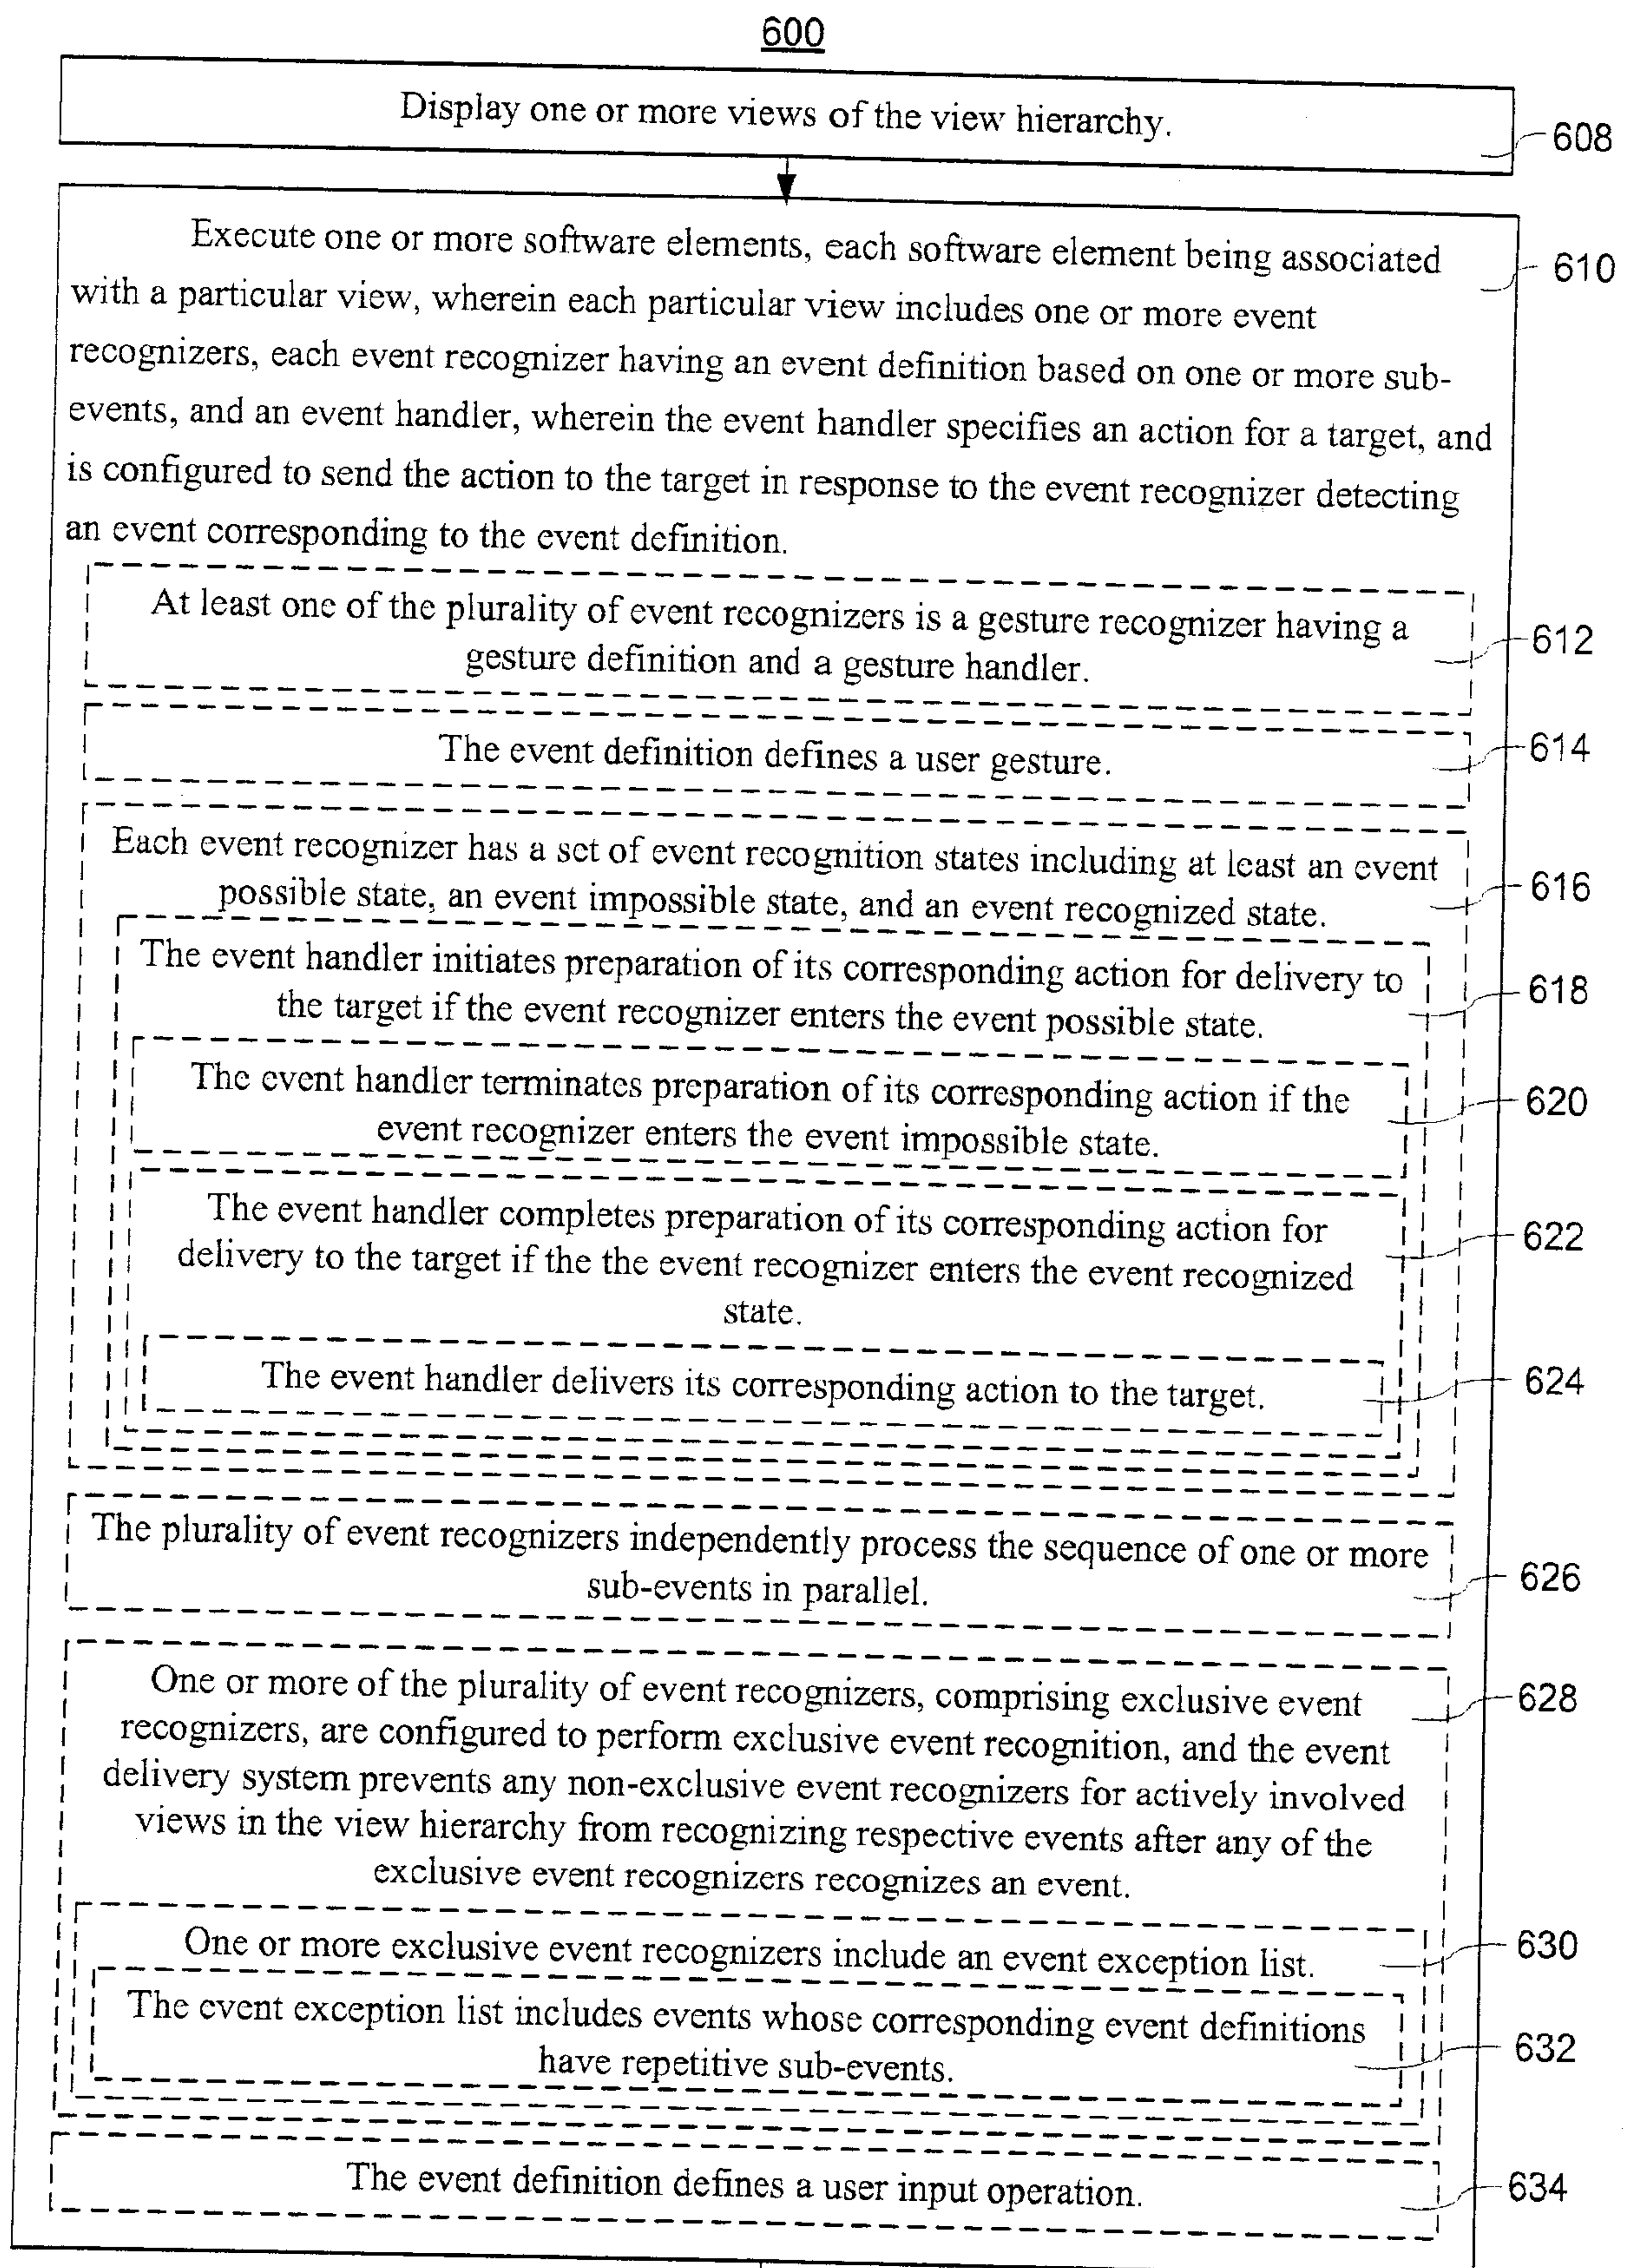 600
Display one or more views of the view hierarchy.
608
Execute one or more software elements, each software element being associated
610
with a particular view, wherein each particular view includes one or more event
recognizers, each event recognizer having an event definition based on one or more sub-
events, and an event handler, wherein the event handler specifies an action for a target, and
is configured to send the action to the target in response to the event recognizer detecting
an event corresponding to the event definition.
At least one of the plurality of event recognizers is a gesture recognizer having a
gesture definition and a gesture handler.
612
The event definition defines a user gesture.
614
Each event recognizer has a set of event recognition states including at least an event
possible state, an event impossible state, and an event recognized state.
616
The event handler initiates preparation of its corresponding action for delivery to
the target if the event recognizer enters the event possible state.
618
The event handler terminates preparation of its corresponding action if the
event recognizer enters the event impossible state.
620
The event handler completes preparation of its corresponding action for
delivery to the target if the the event recognizer enters the event recognized
state.
622
The event handler delivers its corresponding action to the target.
624
The plurality of event recognizers independently process the sequence of one or more
sub-events in parallel.
626
One or more of the plurality of event recognizers, comprising exclusive event
recognizers, are configured to perform exclusive event recognition, and the event
delivery system prevents any non-exclusive event recognizers for actively involved
views in the view hierarchy from recognizing respective events after any of the
exclusive event recognizers recognizes an event.
628
One or more exclusive event recognizers include an event exception list.
630
The event exception list includes events whose corresponding event definitions
have repetitive sub-events.
632
The event definition defines a user input operation.
634